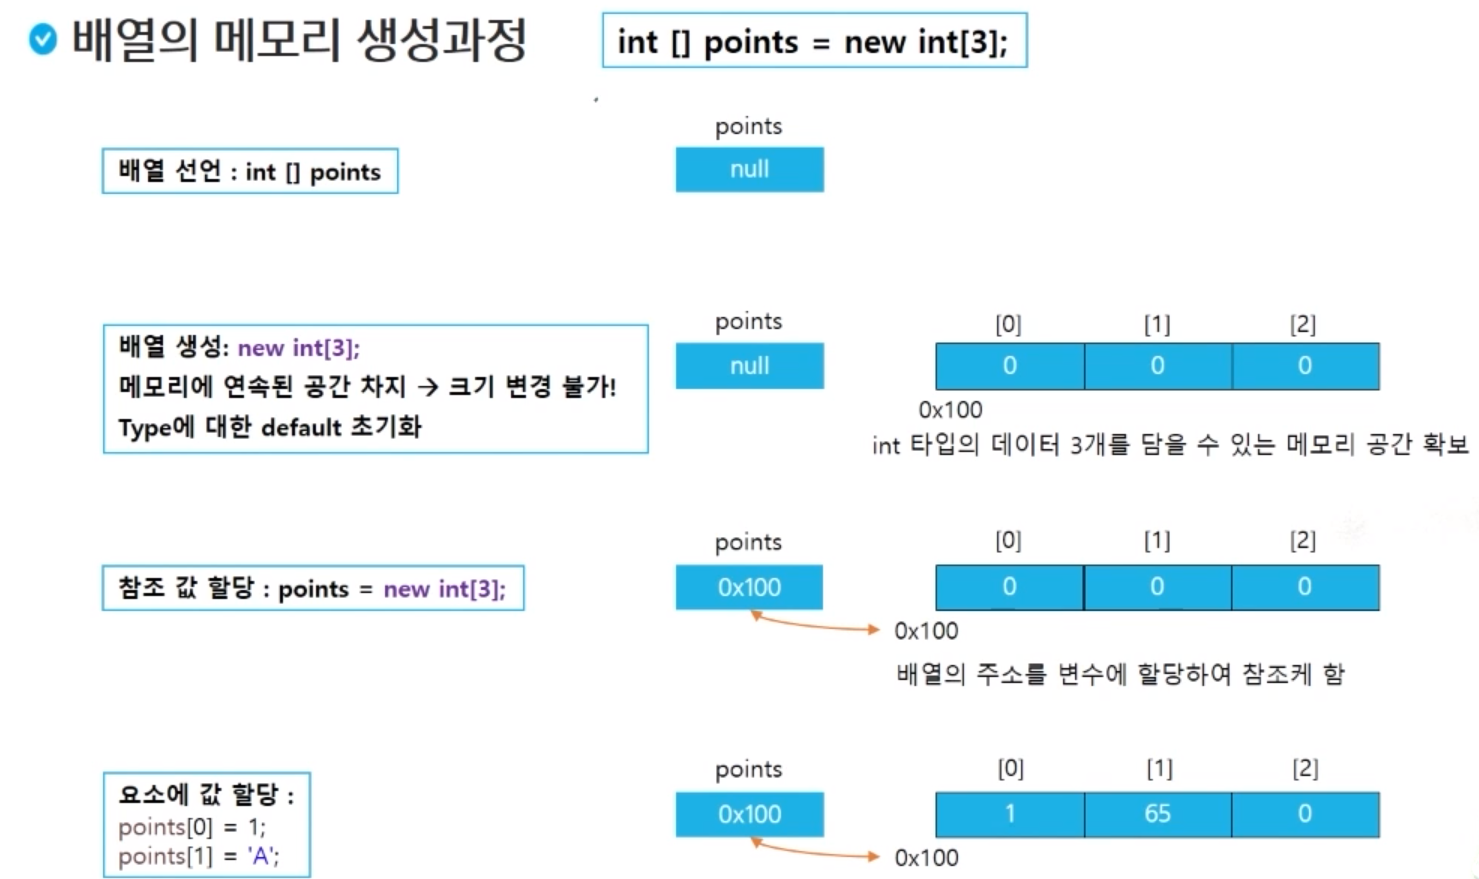 배열의 메모리 생성과정
int [] points = new int[3];
points
배열 선언 : int [] points
null
points
[0] [1] [2]
배열 생성: new int[3];
메모리에 연속된 공간 차지 → 크기 변경 불가!
Type에 대한 default 초기화
null
0 0 0
0x100
int 타입의 데이터 3개를 담을 수 있는 메모리 공간 확보
points
[0] [1] [2]
참조 값 할당 : points = new int[3];
0x100
0 0 0
0x100
배열의 주소를 변수에 할당하여 참조케 함
points
[0] [1] [2]
요소에 값 할당 :
points[0] = 1;
points[1] = 'A';
0x100
1 65 0
0x100